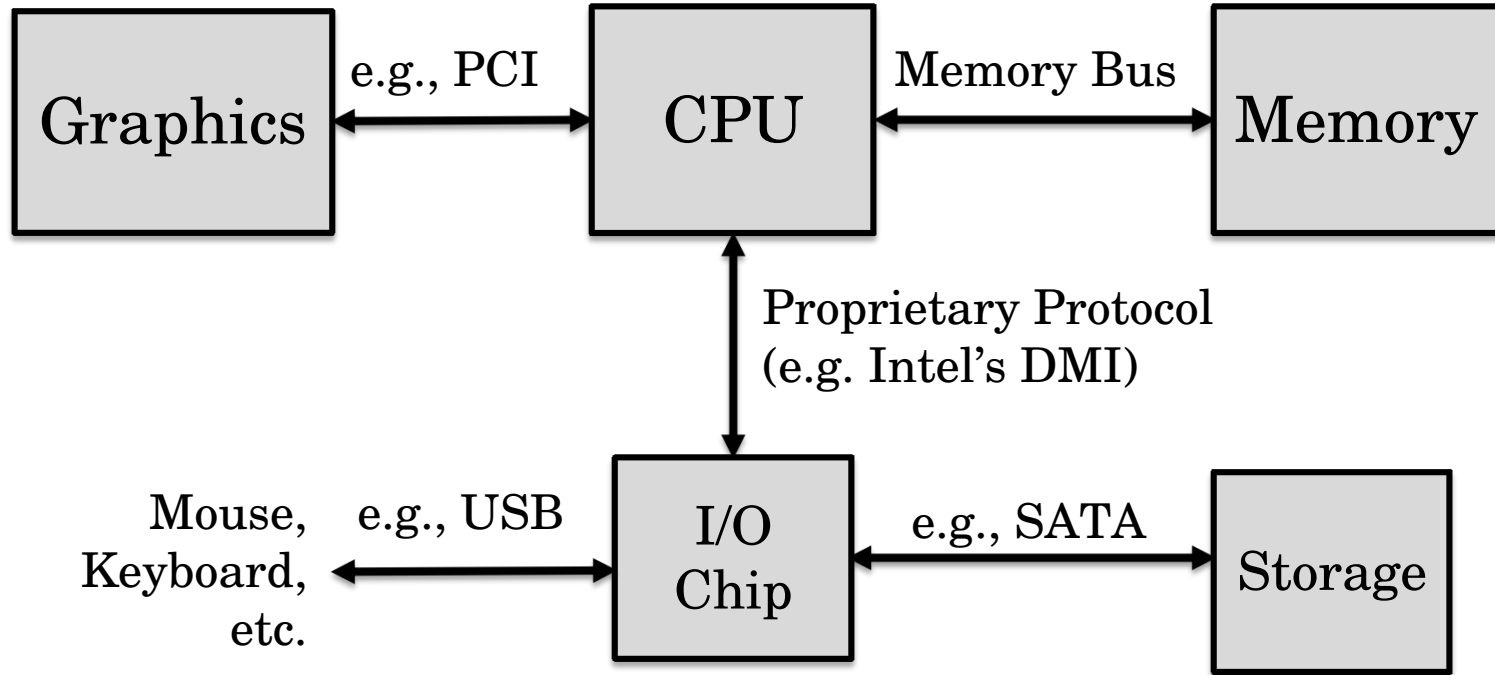 e.g., PCI
Memory Bus
Graphics
CPU
Memory
Proprietary Protocol
(e.g. Intel’s DMI)
Mouse,
Keyboard,
etc.
e.g., USB
I/O
Chip
e.g., SATA
Storage